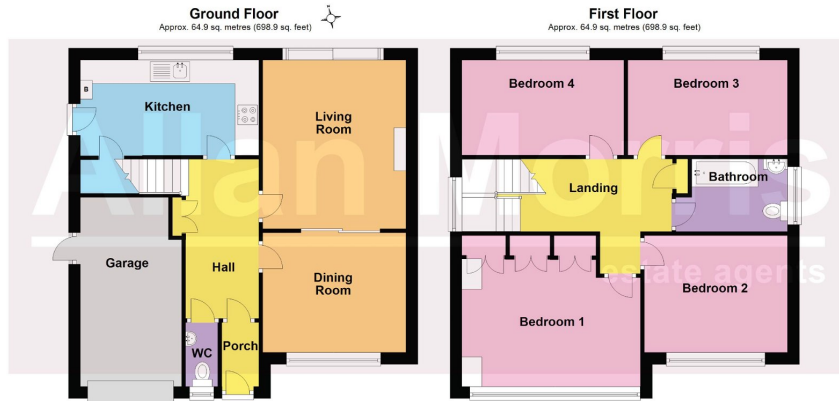 Ground Floor
Approx. 64.9 sq. metres (698.9 sq. feet)
N
Kitchen
B
Living
Room
Garage
Hall
Dining
Room
WC
Porch
First Floor
Approx. 64.9 sq. metres (698.9 sq. feet)
Bedroom 4
Bedroom 3
Landing
Bathroom
Bedroom 1
Bedroom 2
Allan Morris
estate agents